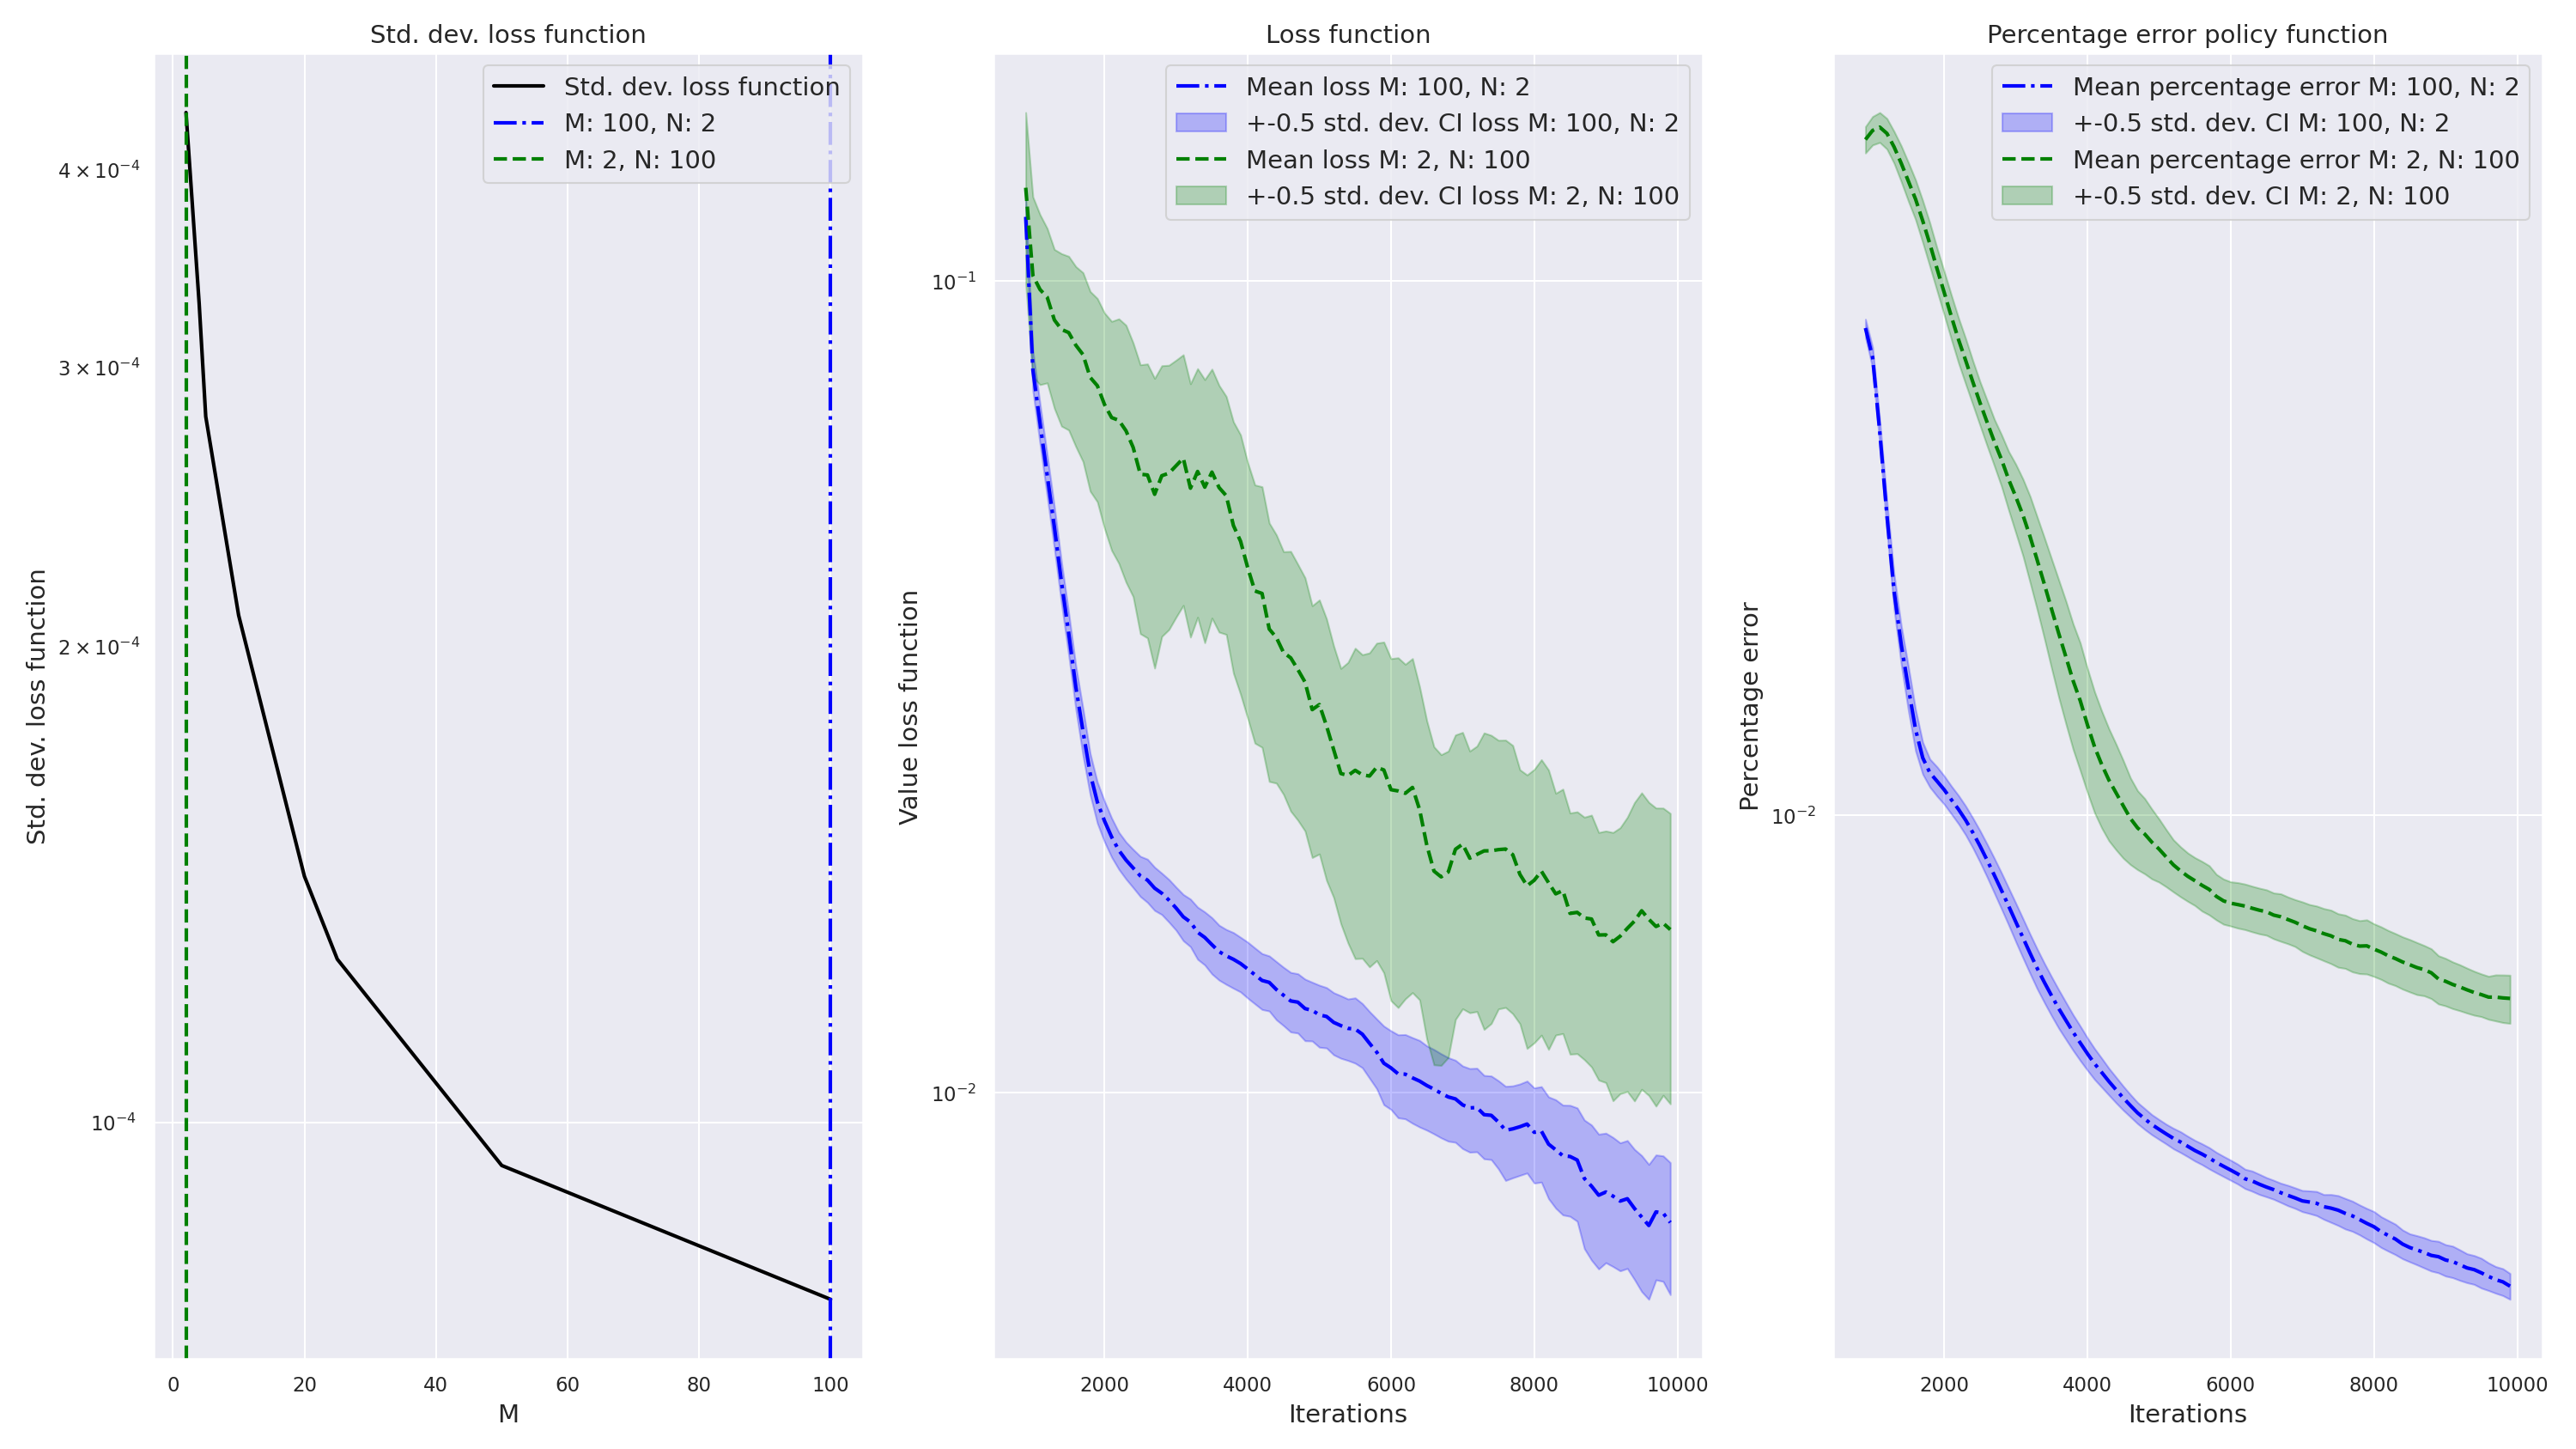 Std. dev. loss function
Std. dev. loss function
M: 100, N: 2
M: 2, N: 100
4 × 10⁻⁴
3 × 10⁻⁴
2 × 10⁻⁴
10⁻⁴
Std. dev. loss function
0 20 40 60 80 100
M
Loss function
Mean loss M: 100, N: 2
+-0.5 std. dev. CI loss M: 100, N: 2
Mean loss M: 2, N: 100
+-0.5 std. dev. CI loss M: 2, N: 100
10⁻¹
10⁻²
Value loss function
2000 4000 6000 8000 10000
Iterations
Percentage error policy function
Mean percentage error M: 100, N: 2
+-0.5 std. dev. CI M: 100, N: 2
Mean percentage error M: 2, N: 100
+-0.5 std. dev. CI M: 2, N: 100
10⁻²
Percentage error
2000 4000 6000 8000 10000
Iterations